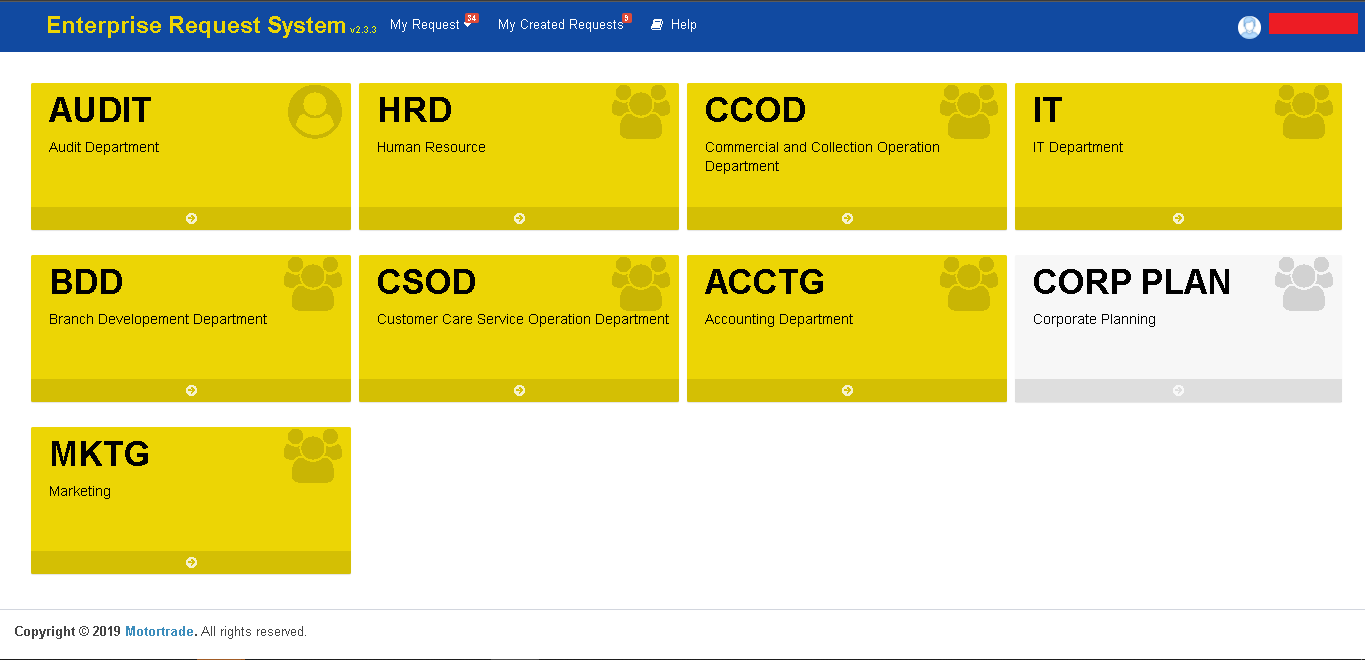 Enterprise Request System v2.3.3 My Request 34 My Created Requests 9 Help
AUDIT
Audit Department
HRD
Human Resource
CCOD
Commercial and Collection Operation
Department
IT
IT Department
BDD
Branch Developement Department
CSOD
Customer Care Service Operation Department
ACCTG
Accounting Department
CORP PLAN
Corporate Planning
MKTG
Marketing
Copyright © 2019 Motortrade. All rights reserved.